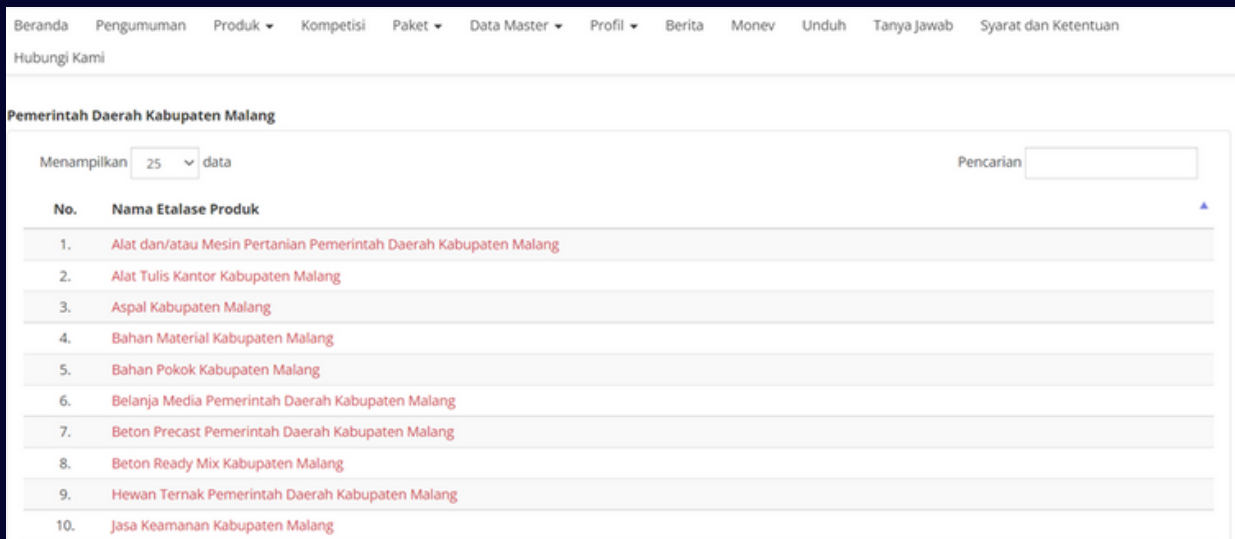 Beranda Pengumuman Produk Kompetisi Paket Data Master Profil Berita Monev Unduh Tanya Jawab Syarat dan Ketentuan
Hubungi Kami
Pemerintah Daerah Kabupaten Malang
Menampilkan 25 data Pencarian
No. Nama Etalase Produk
1. Alat dan/atau Mesin Pertanian Pemerintah Daerah Kabupaten Malang
2. Alat Tulis Kantor Kabupaten Malang
3. Aspal Kabupaten Malang
4. Bahan Material Kabupaten Malang
5. Bahan Pokok Kabupaten Malang
6. Belanja Media Pemerintah Daerah Kabupaten Malang
7. Beton Precast Pemerintah Daerah Kabupaten Malang
8. Beton Ready Mix Kabupaten Malang
9. Hewan Ternak Pemerintah Daerah Kabupaten Malang
10. Jasa Keamanan Kabupaten Malang